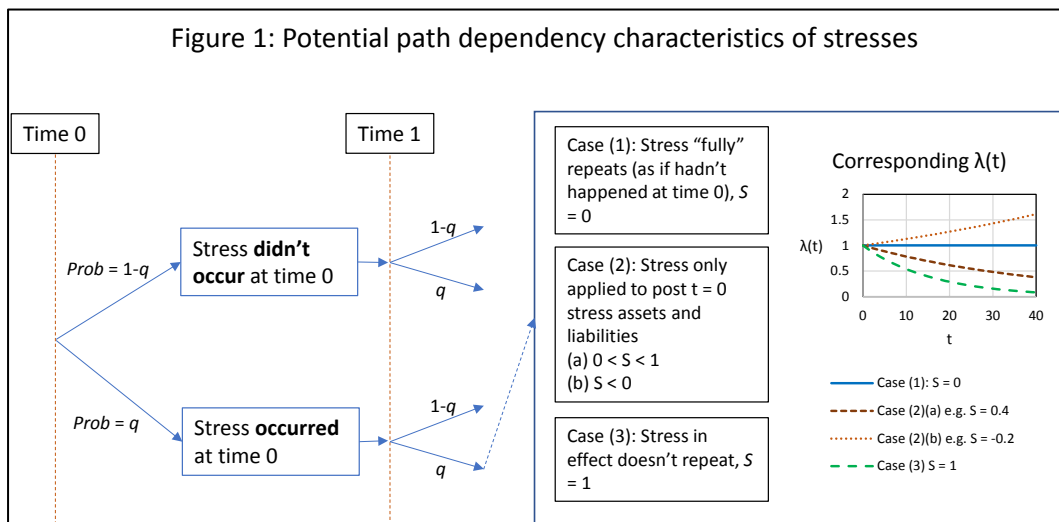 Figure 1: Potential path dependency characteristics of stresses
Time 0
Time 1
Prob = 1-q
Stress didn't
occur at time 0
1-q
q
Prob = q
Stress occurred
at time 0
1-q
q
Case (1): Stress "fully"
repeats (as if hadn't
happened at time 0), S
= 0
Case (2): Stress only
applied to post t = 0
stress assets and
liabilities
(a) 0 < S < 1
(b) S < 0
Case (3): Stress in
effect doesn't repeat, S
= 1
Corresponding λ(t)
2
1.5
λ(t)
1
0.5
0
0 10 20 30 40
t
Case (1): S = 0
Case (2)(a) e.g. S = 0.4
Case (2)(b) e.g. S = -0.2
Case (3) S = 1